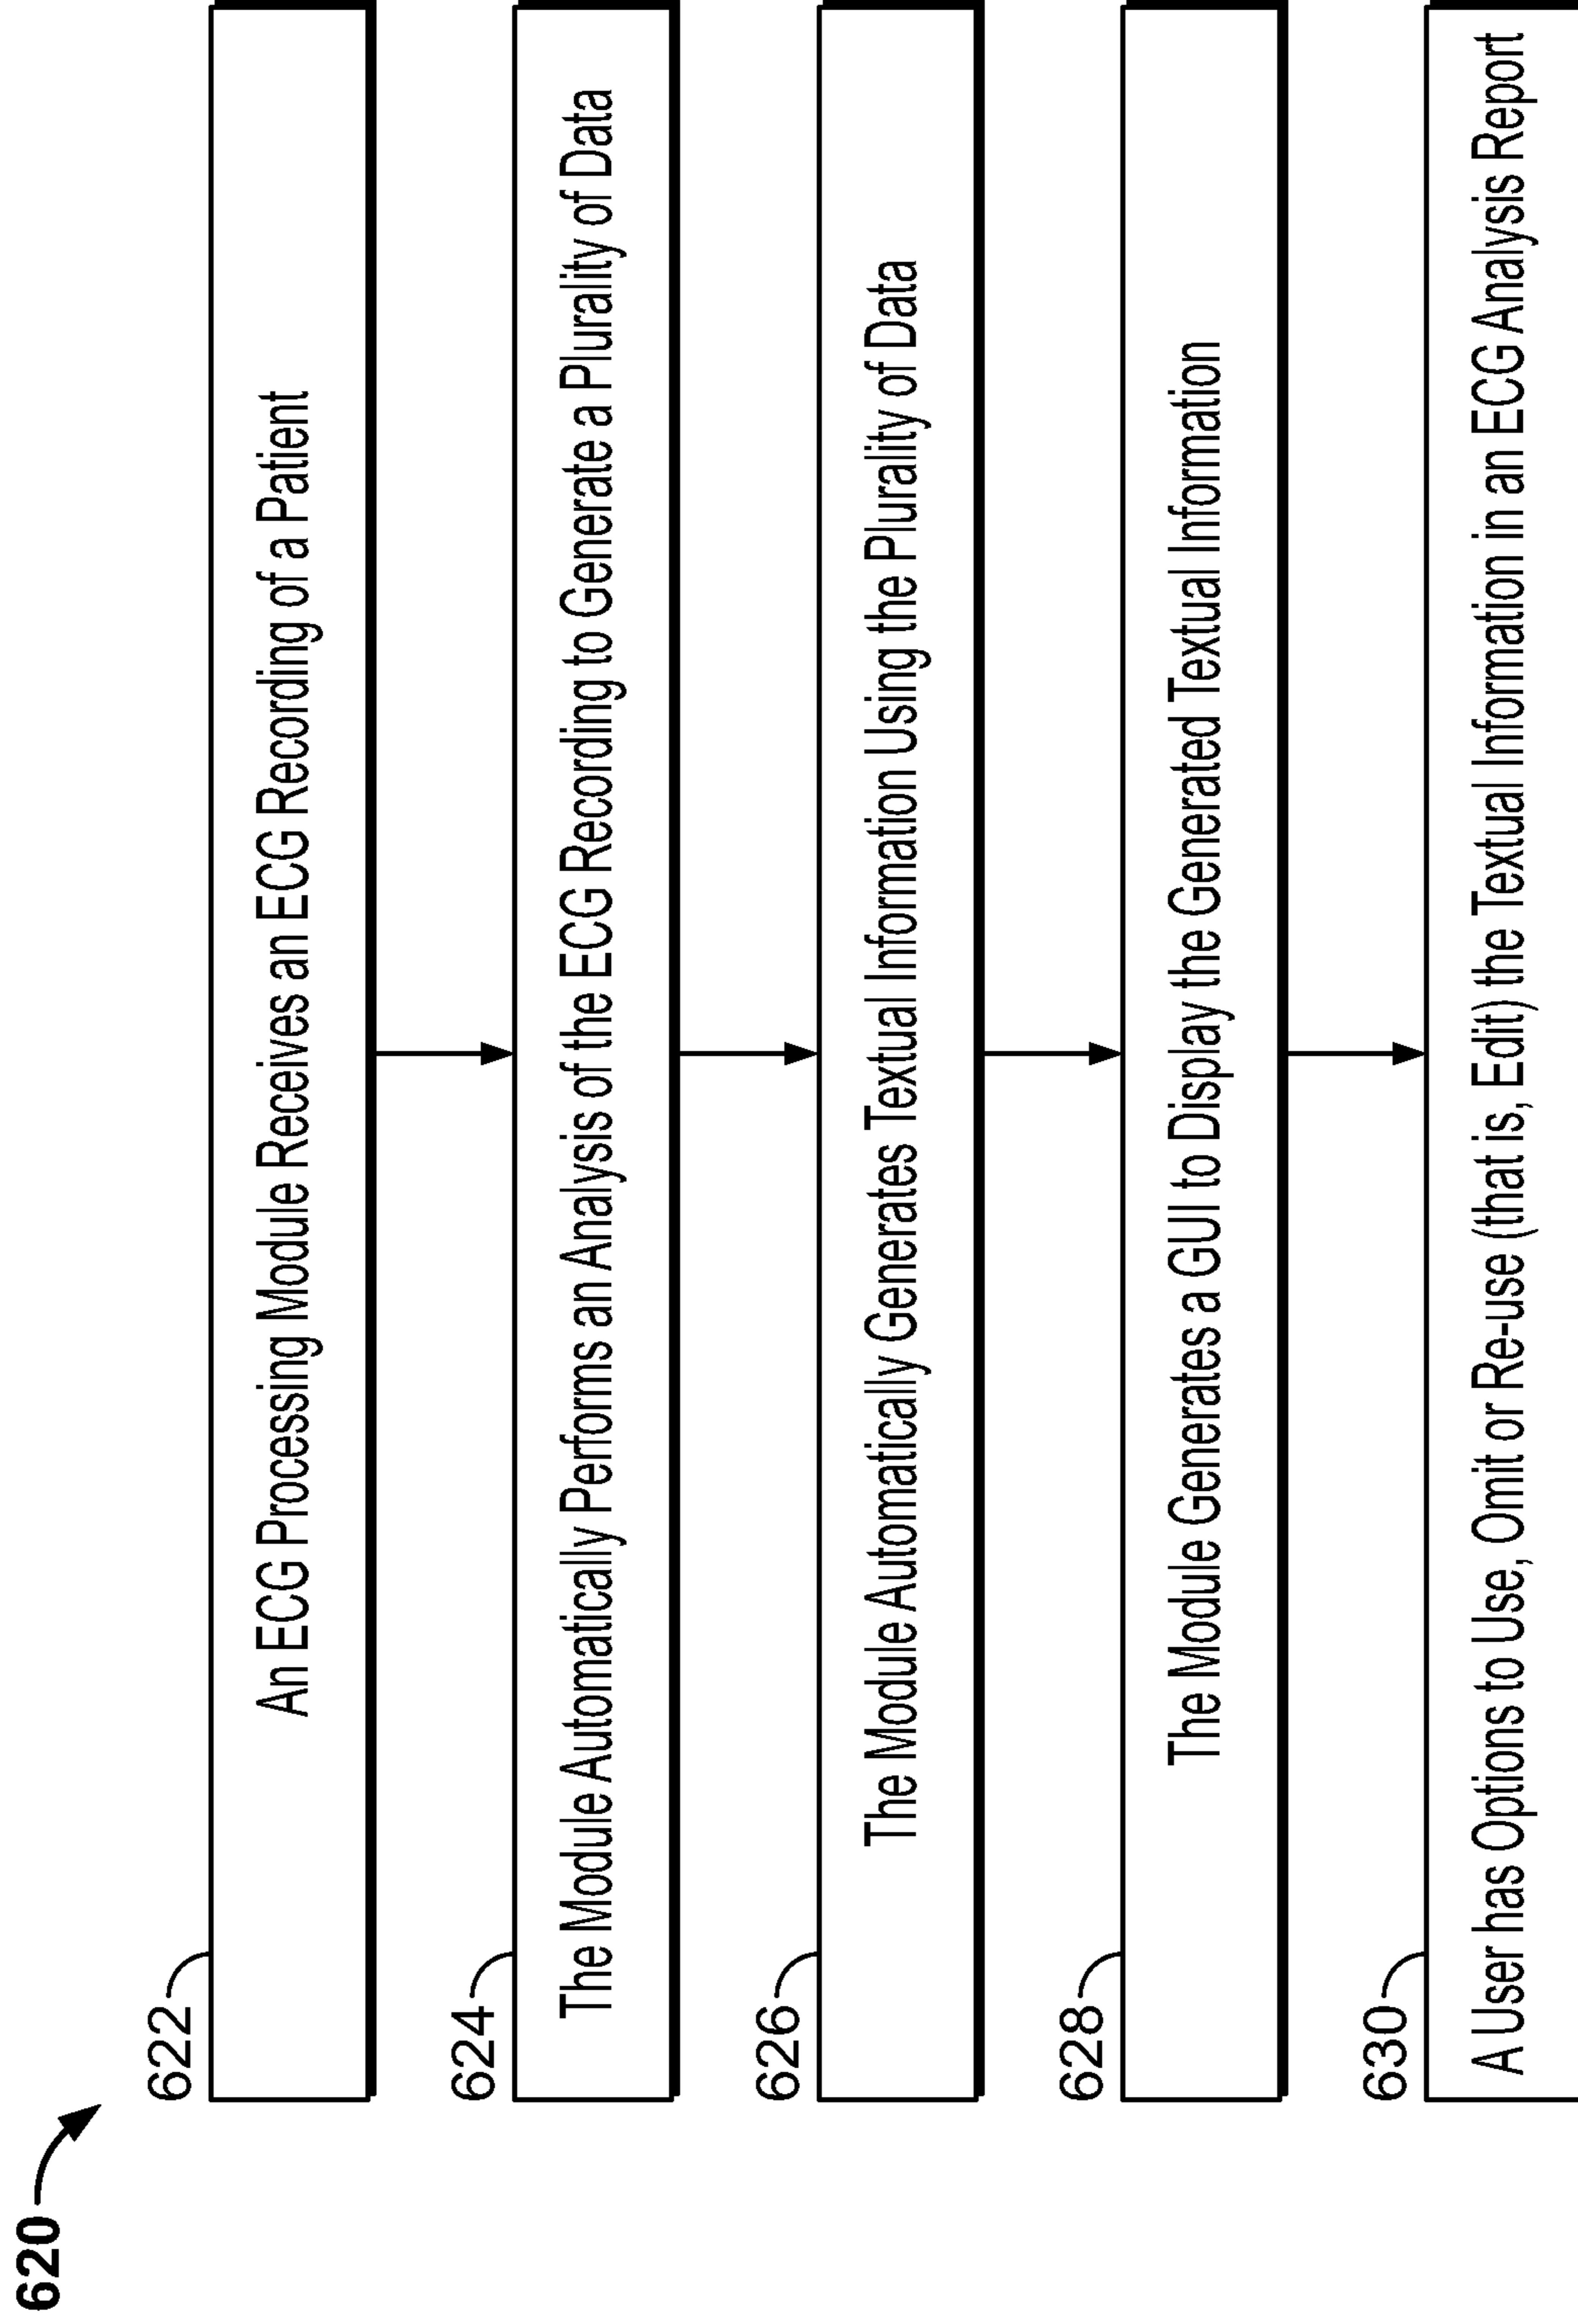 620
622
An ECG Processing Module Receives an ECG Recording of a Patient
624
The Module Automatically Performs an Analysis of the ECG Recording to Generate a Plurality of Data
626
The Module Automatically Generates Textual Information Using the Plurality of Data
628
The Module Generates a GUI to Display the Generated Textual Information
630
A User has Options to Use, Omit or Re-use (that is, Edit) the Textual Information in an ECG Analysis Report